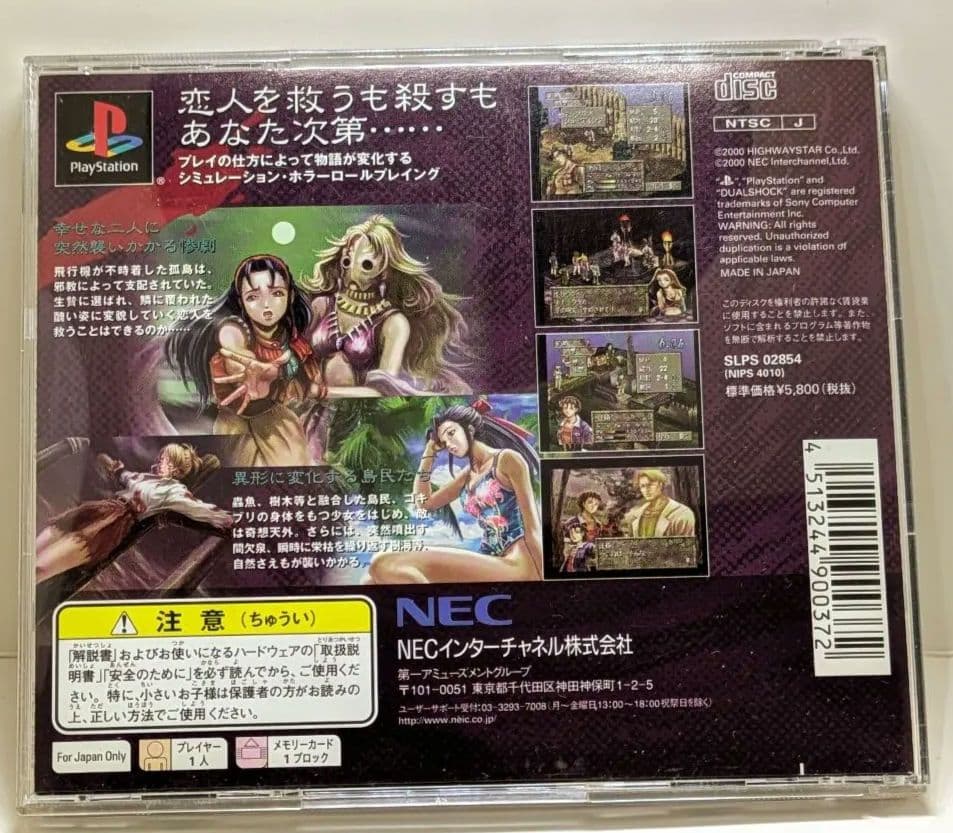 PlayStation
®
恋人を救うも殺すも
あなた次第……
プレイの仕方によって物語が変化する
シミュレーション・ホラーロールプレイング
幸せな二人に
突然襲いかかる惨劇
飛行機が不時着した孤島は、
邪教によって支配されていた。
生贄に選ばれ、鱗に覆われた
醜い姿に変貌していく恋人を
救うことはできるのか……
異形に変化する島民たち
蟲魚、樹木等と融合した島民、ゴキ
ブリの身体をもつ少女をはじめ、敵
は奇想天外。さらには、突然噴出す
間欠泉、瞬時に栄枯を繰り返す樹海等、
自然さえもが襲いかかる。
COMPACT
disc
NTSC J
©2000 HIGHWAYSTAR Co.,Ltd.
©2000 NEC Interchannel,Ltd.
" ", "PlayStation" and
"DUALSHOCK" are registered
trademarks of Sony Computer
Entertainment Inc.
WARNING: All rights
reserved. Unauthorized
duplication is a violation of
applicable laws.
MADE IN JAPAN
このディスクを権利者の許諾なく賃貸業
に使用することを禁止します。また、
ソフトに含まれるプログラム等著作物
を無断で解析することを禁止します。
SLPS 02854
(NIPS 4010)
標準価格¥5,800(税抜)
4 513244 900372
注意(ちゅうい)
「解説書」およびお使いになるハードウェアの「取扱説
明書」「安全のために」を必ず読んでから、ご使用くだ
さい。特に、小さいお子様は保護者の方がお読みの
上、正しい方法でご使用ください。
For Japan Only
プレイヤー
1人
メモリーカード
1ブロック
NEC
NECインターチャネル株式会社
第一アミューズメントグループ
〒101-0051 東京都千代田区神田神保町1-2-5
ユーザーサポート受付:03-3293-7008(月〜金曜日13:00〜18:00祝祭日を除く)
http://www.neic.co.jp/